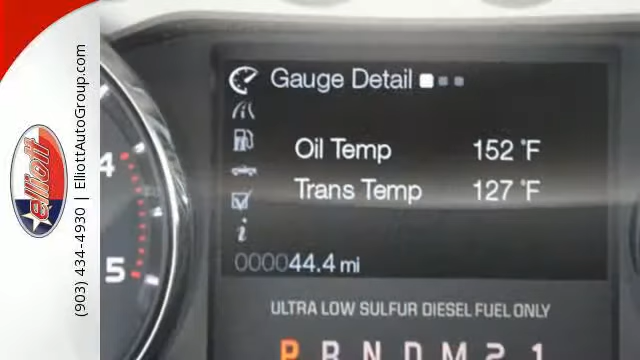 Gauge Detail
Oil Temp 152 °F
Trans Temp 127 °F
000044.4 mi
ULTRA LOW SULFUR DIESEL FUEL ONLY
P R N D M 2 1
4
5
elliott
(903) 434-4930 | ElliottAutoGroup.com